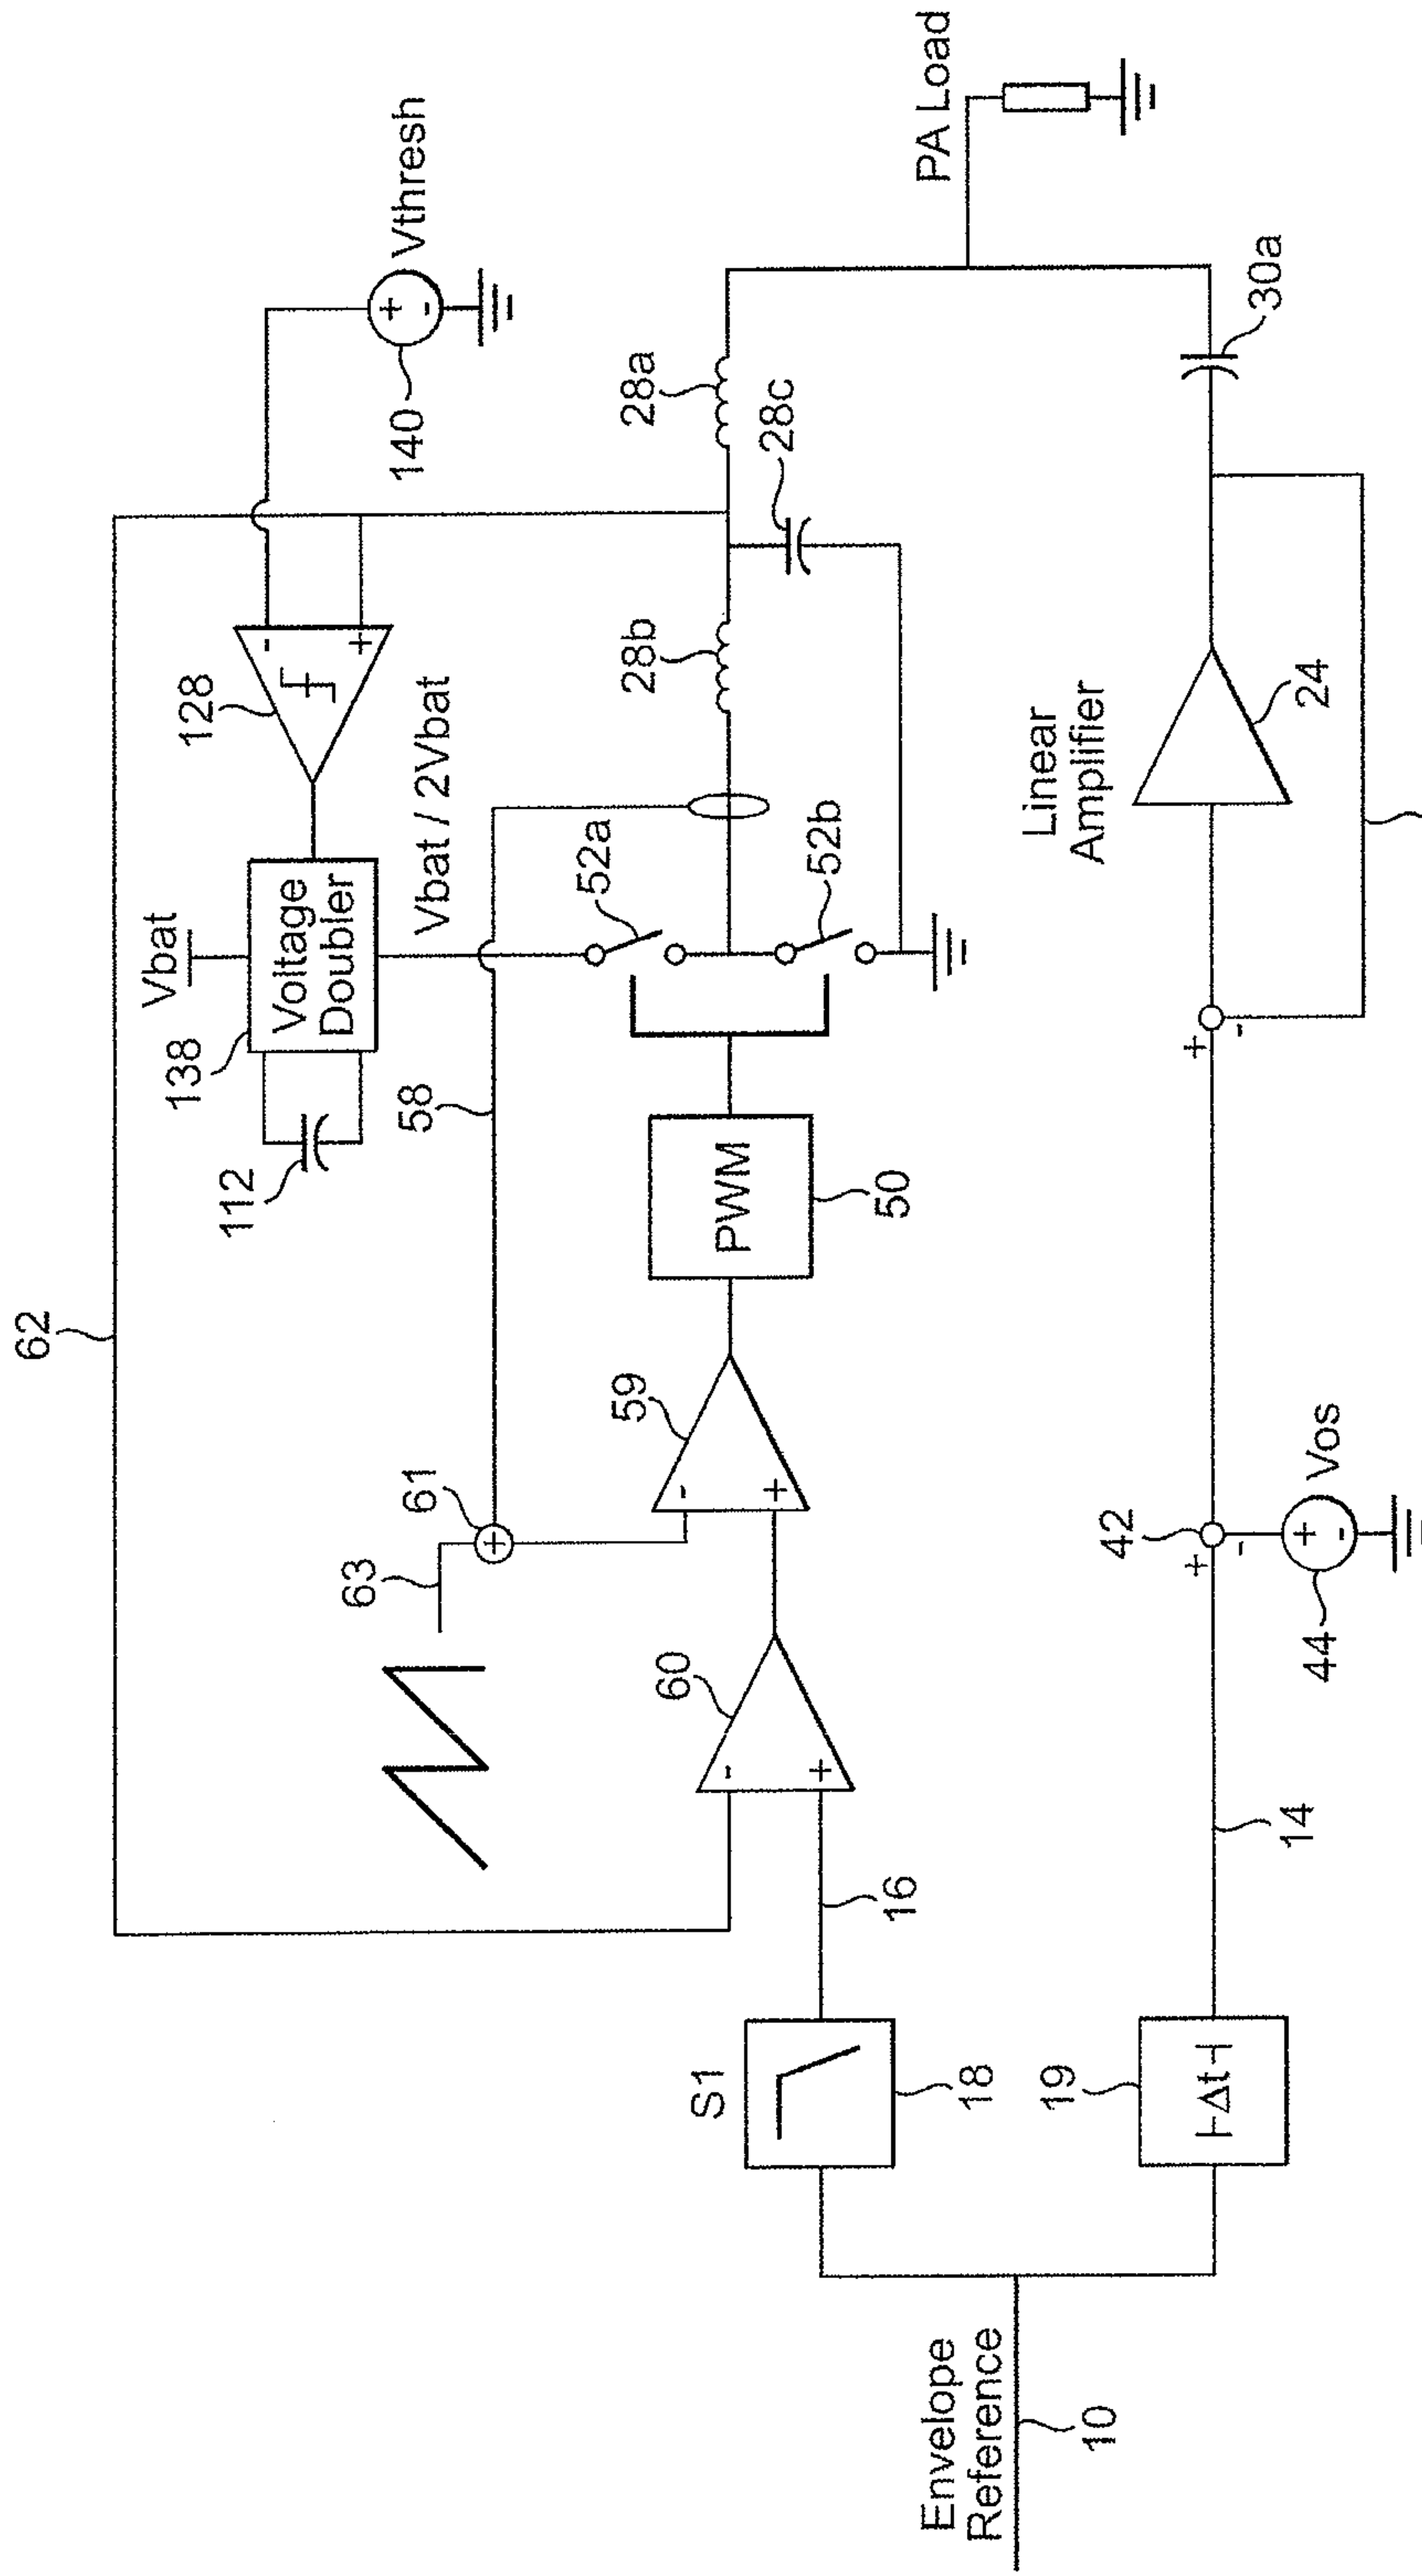 62
Vbat
138
Voltage
Doubler
112
128
-
+
Vbat / 2Vbat
140
+
-
Vthresh
63
61
+
58
52a
52b
28b
28a
28c
60
-
+
59
-
+
PWM
50
S1
18
16
PA Load
Envelope
Reference
10
19
Δt
14
42
+
-
44
+
-
Vos
+
-
Linear
Amplifier
24
30a